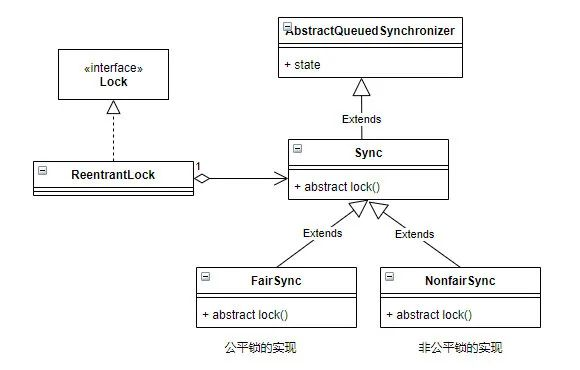 AbstractQueuedSynchronizer
+ state
«interface»
Lock
Extends
Sync
+ abstract lock()
ReentrantLock
1
Extends
Extends
FairSync
+ abstract lock()
NonfairSync
+ abstract lock()
公平锁的实现
非公平锁的实现